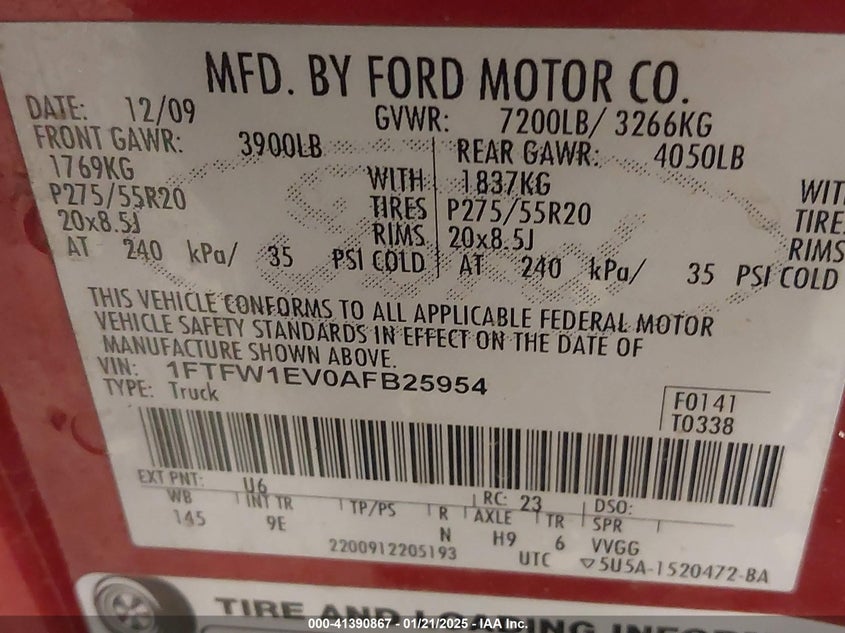 MFD. BY FORD MOTOR CO.
DATE: 12/09 GVWR: 7200LB/ 3266KG
FRONT GAWR: 3900LB REAR GAWR: 4050LB
1769KG WITH 1837KG WIT
P275/55R20 TIRES P275/55R20 TIRE
20x8.5J RIMS 20x8.5J RIMS
AT 240 kPa/ 35 PSI COLD AT 240 kPa/ 35 PSI COLD
THIS VEHICLE CONFORMS TO ALL APPLICABLE FEDERAL MOTOR
VEHICLE SAFETY STANDARDS IN EFFECT ON THE DATE OF
MANUFACTURE SHOWN ABOVE.
VIN: 1FTFW1EV0AFB25954
TYPE: Truck
F0141
T0338
EXT PNT: U6 RC: 23 DSO:
WB INT TR TP/PS R AXLE TR SPR
145 9E N H9 6 VVGG
2200912205193 UTC ▽5U5A-1520472-BA
TIRE AND LOADING INFOR
000-41390867 - 01/21/2025 - IAA Inc.